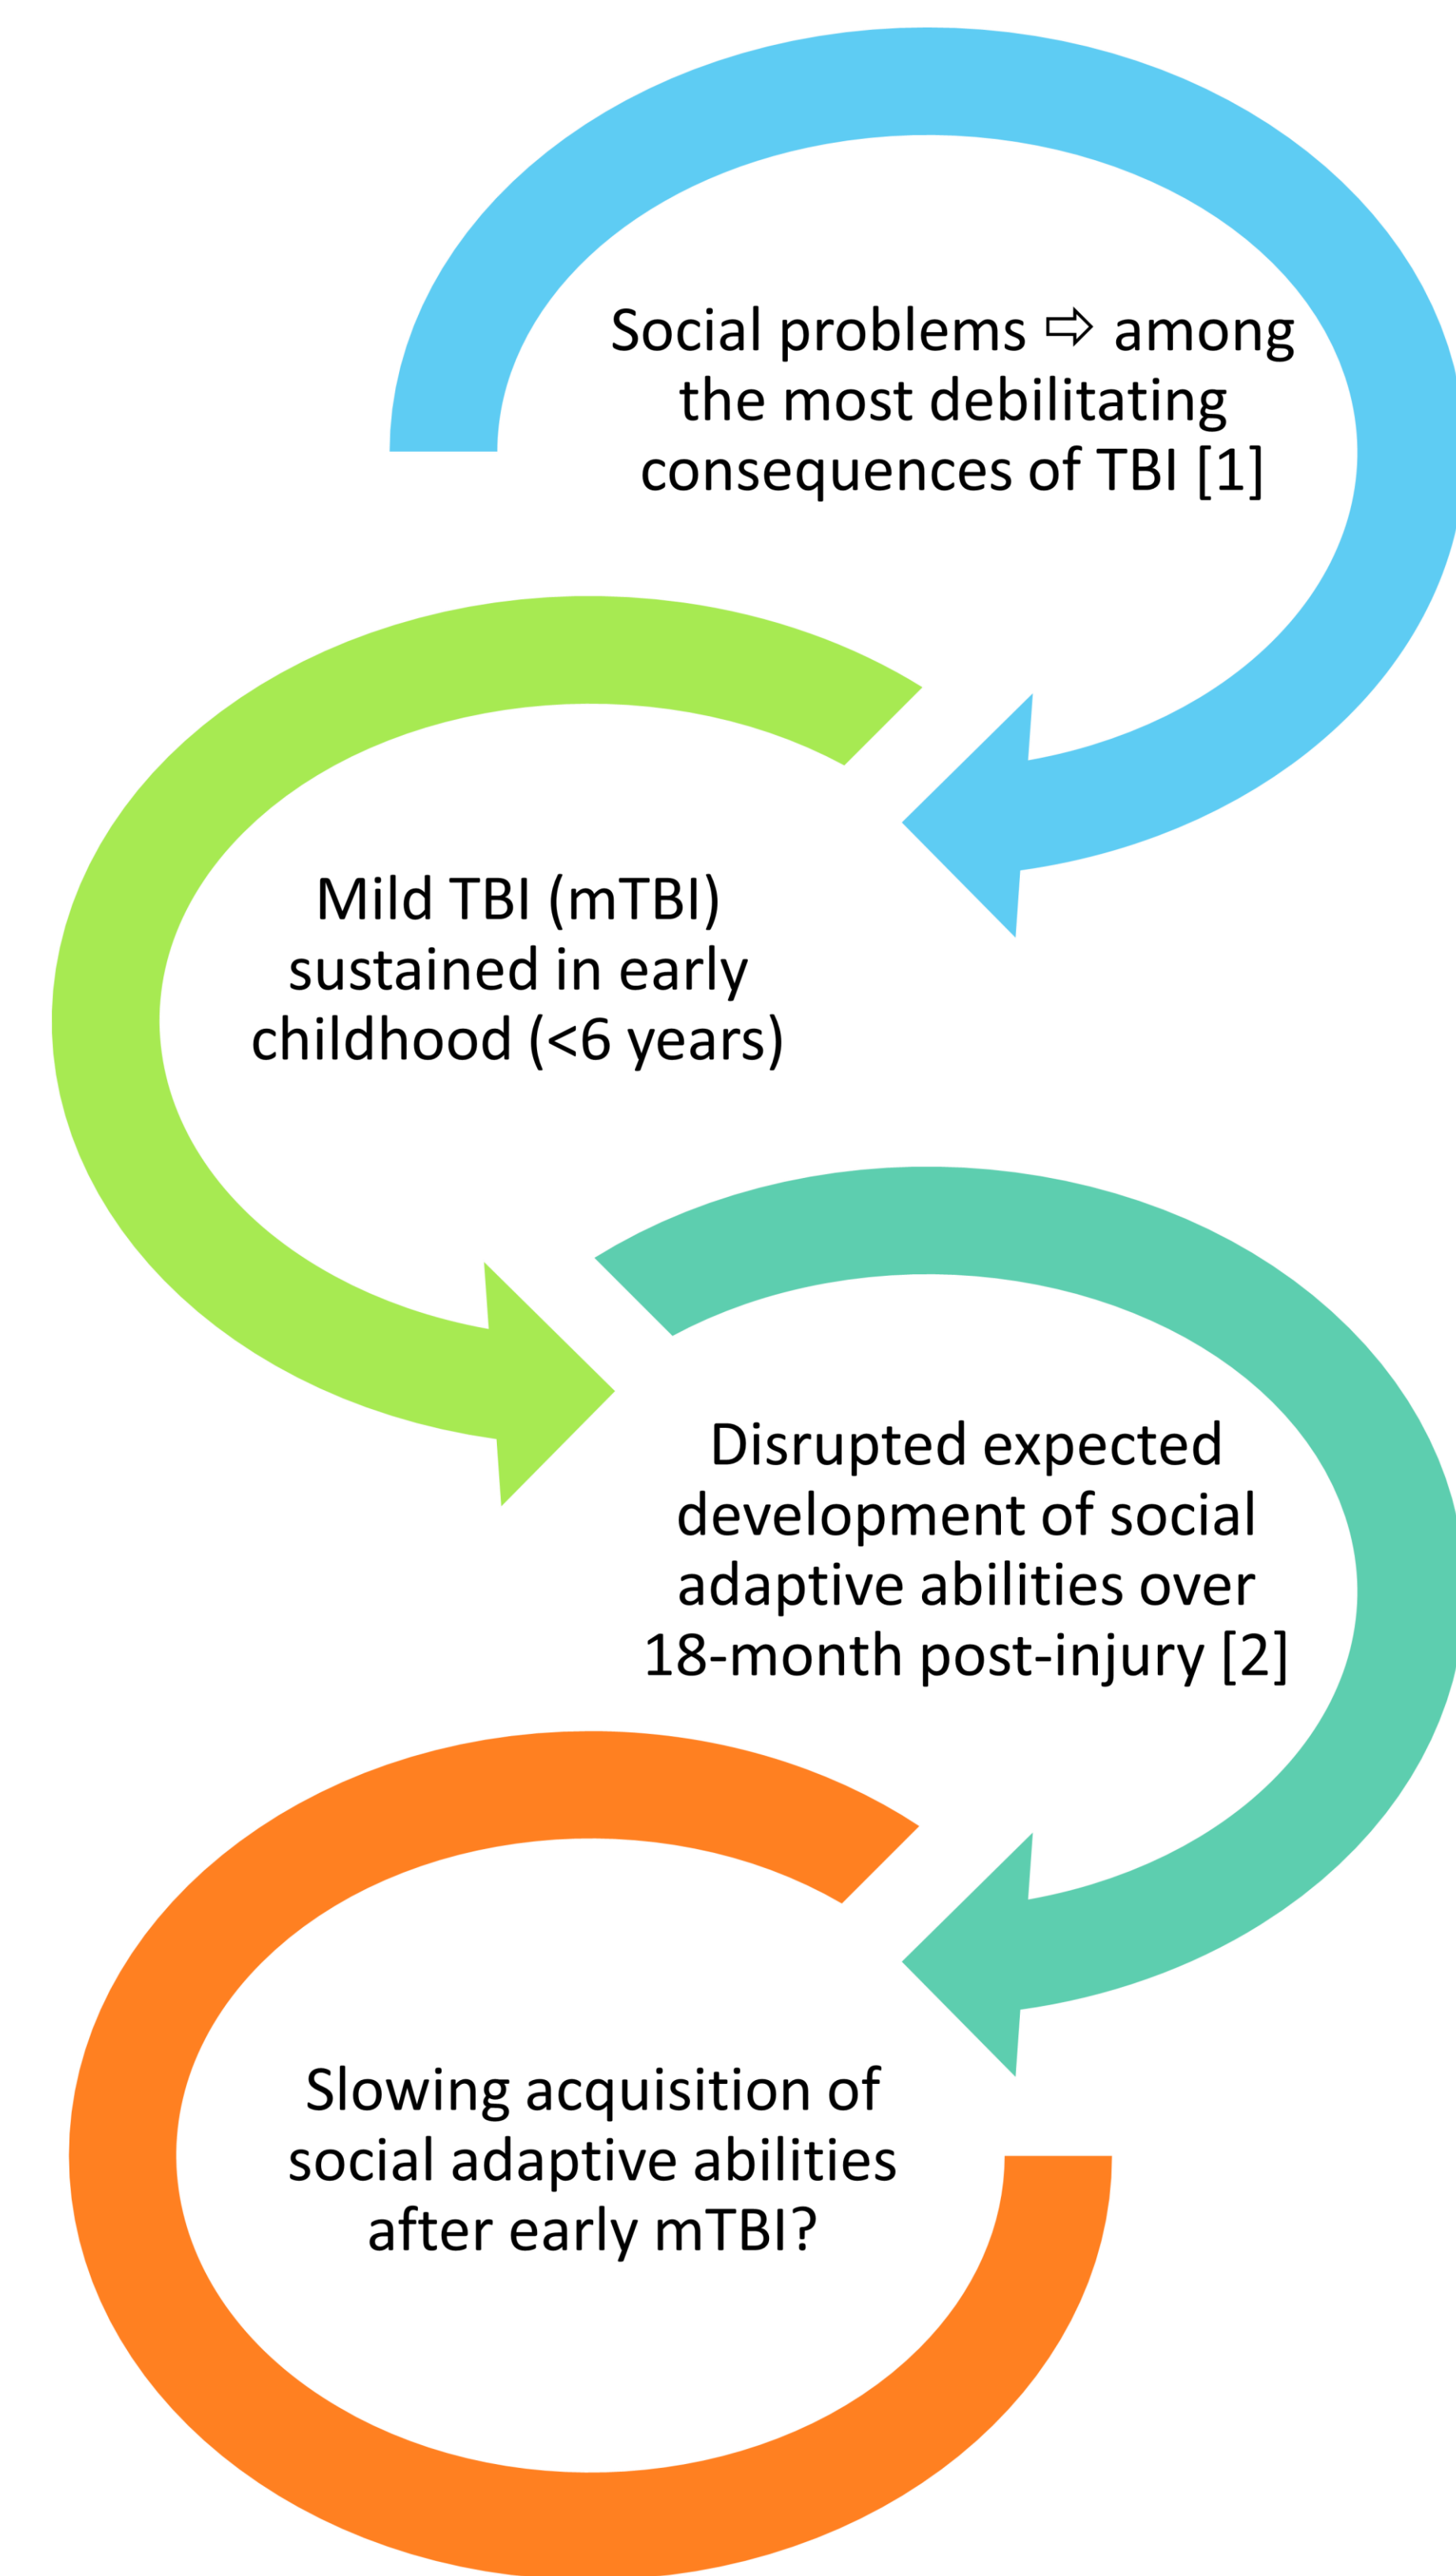 Social problems ⇨ among
the most debilitating
consequences of TBI [1]
Mild TBI (mTBI)
sustained in early
childhood (<6 years)
Disrupted expected
development of social
adaptive abilities over
18-month post-injury [2]
Slowing acquisition of
social adaptive abilities
after early mTBI?